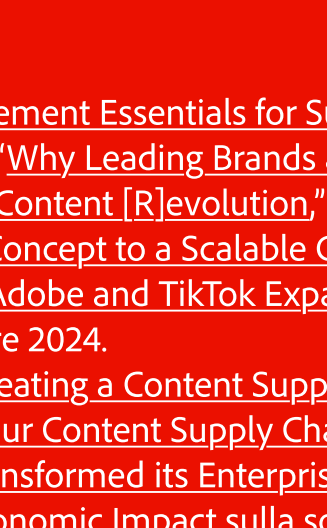 ement Essentials for Su
“Why Leading Brands
Content [R]evolution,”
Concept to a Scalable
Adobe and TikTok Expa
re 2024.
eating a Content Supp
ur Content Supply Cha
nsformed its Enterpris
onomic Impact sulla s